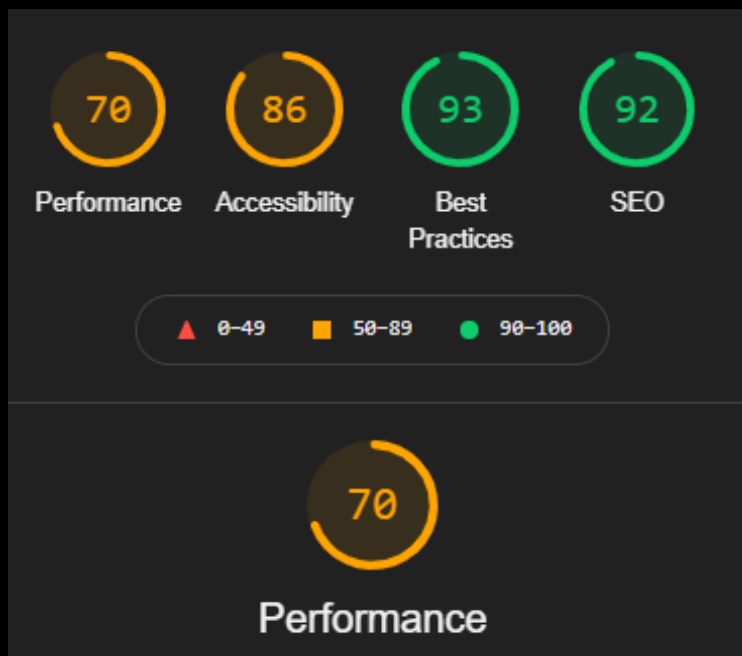 70 86 93 92
Performance Accessibility Best Practices SEO
0–49 50–89 90–100
70
Performance